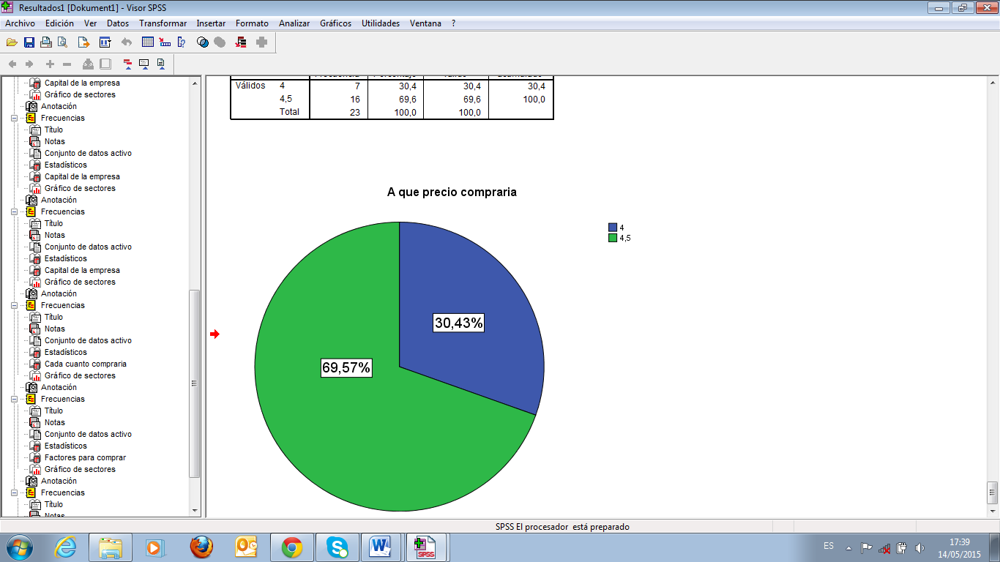 Resultados1 [Dokument1] - Visor SPSS
Archivo Edición Ver Datos Transformar Insertar Formato Analizar Gráficos Utilidades Ventana ?
Capital de la empresa
Gráfico de sectores
Anotación
Frecuencias
Título
Notas
Conjunto de datos activo
Estadísticos
Capital de la empresa
Gráfico de sectores
Anotación
Frecuencias
Título
Notas
Conjunto de datos activo
Estadísticos
Capital de la empresa
Gráfico de sectores
Anotación
Frecuencias
Título
Notas
Conjunto de datos activo
Estadísticos
Cada cuanto compraria
Gráfico de sectores
Anotación
Frecuencias
Título
Notas
Conjunto de datos activo
Estadísticos
Factores para comprar
Gráfico de sectores
Anotación
Frecuencias
Título
Notas
Válidos 4 7 30,4 30,4 30,4
4,5 16 69,6 69,6 100,0
Total 23 100,0 100,0
A que precio compraria
4
4,5
30,43%
69,57%
SPSS El procesador está preparado
ES
17:39
14/05/2015
SPSS